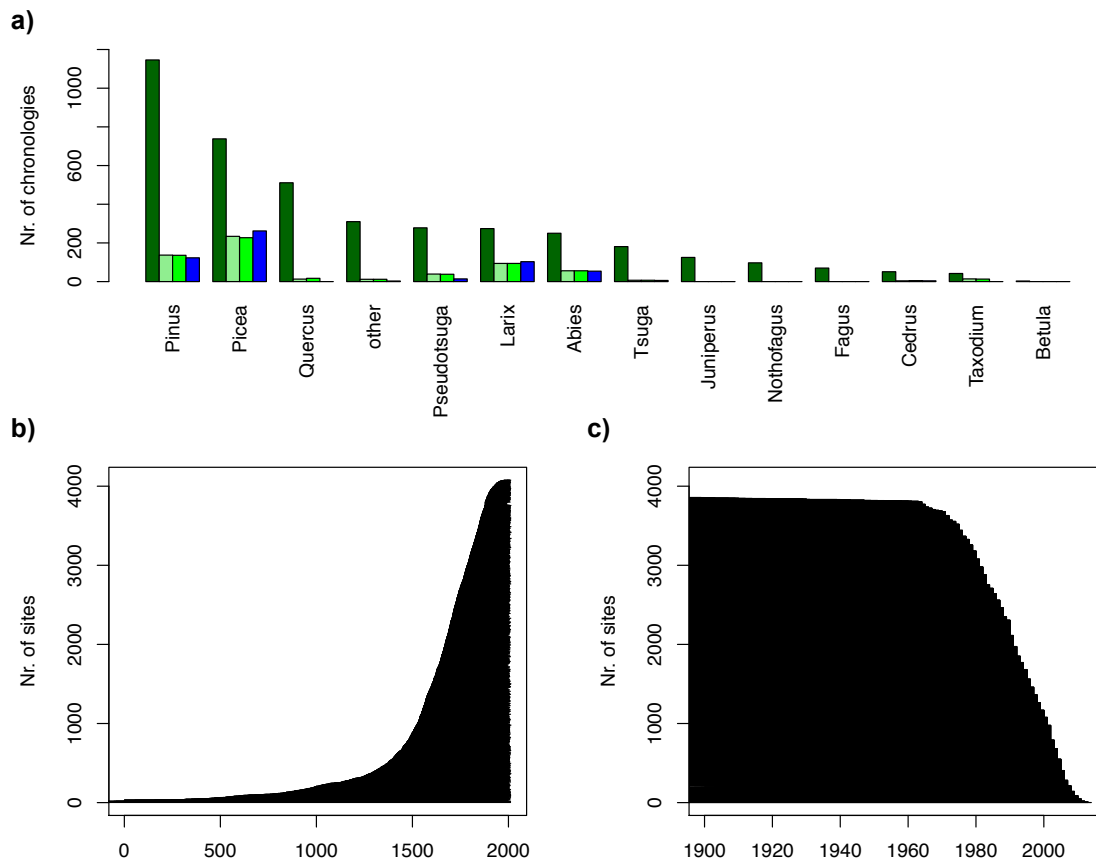 a)
Nr. of chronologies
0 200 600 1000
Pinus
Picea
Quercus
other
Pseudotsuga
Larix
Abies
Tsuga
Juniperus
Nothofagus
Fagus
Cedrus
Taxodium
Betula
b)
Nr. of sites
0 1000 2000 3000 4000
0 500 1000 1500 2000
c)
Nr. of sites
0 1000 2000 3000 4000
1900 1920 1940 1960 1980 2000